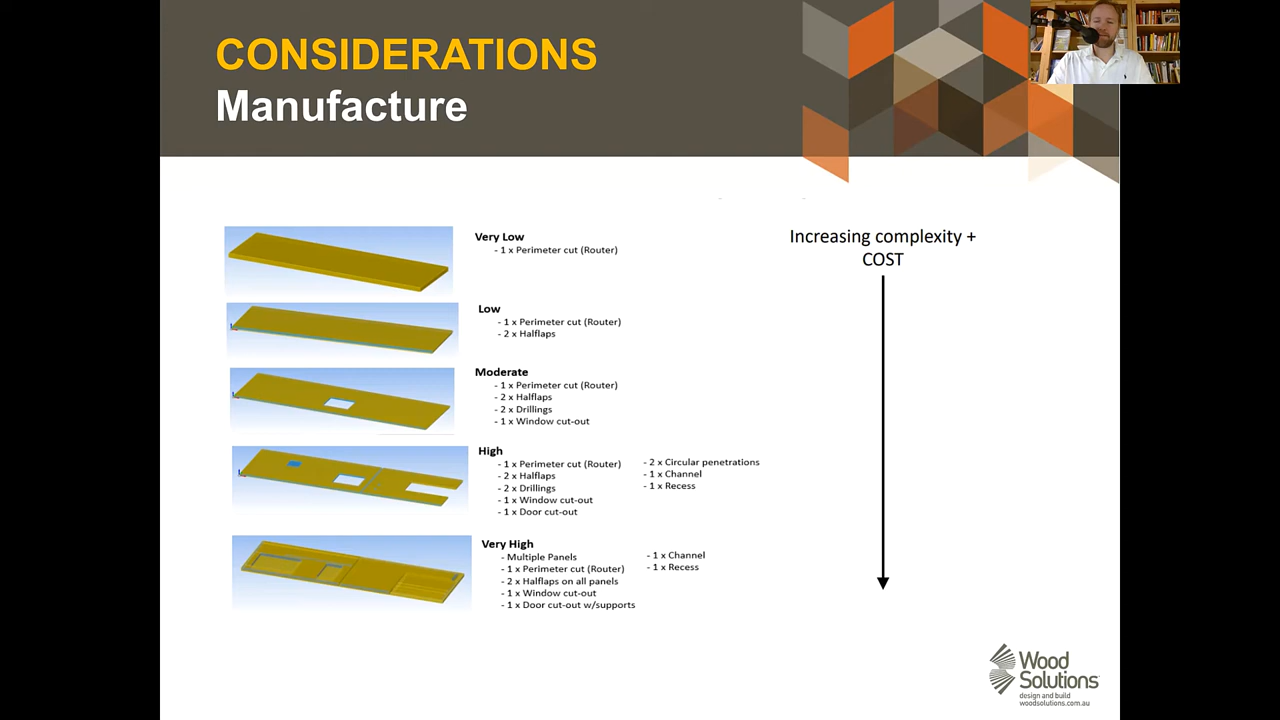 CONSIDERATIONS
Manufacture
Very Low
- 1 x Perimeter cut (Router)
Low
- 1 x Perimeter cut (Router)
- 2 x Halflaps
Moderate
- 1 x Perimeter cut (Router)
- 2 x Halflaps
- 2 x Drillings
- 1 x Window cut-out
High
- 1 x Perimeter cut (Router)
- 2 x Halflaps
- 2 x Drillings
- 1 x Window cut-out
- 1 x Door cut-out
- 2 x Circular penetrations
- 1 x Channel
- 1 x Recess
Very High
- Multiple Panels
- 1 x Perimeter cut (Router)
- 2 x Halflaps on all panels
- 1 x Window cut-out
- 1 x Door cut-out w/supports
- 1 x Channel
- 1 x Recess
Increasing complexity +
COST
Wood
Solutions
design and build
woodsolutions.com.au